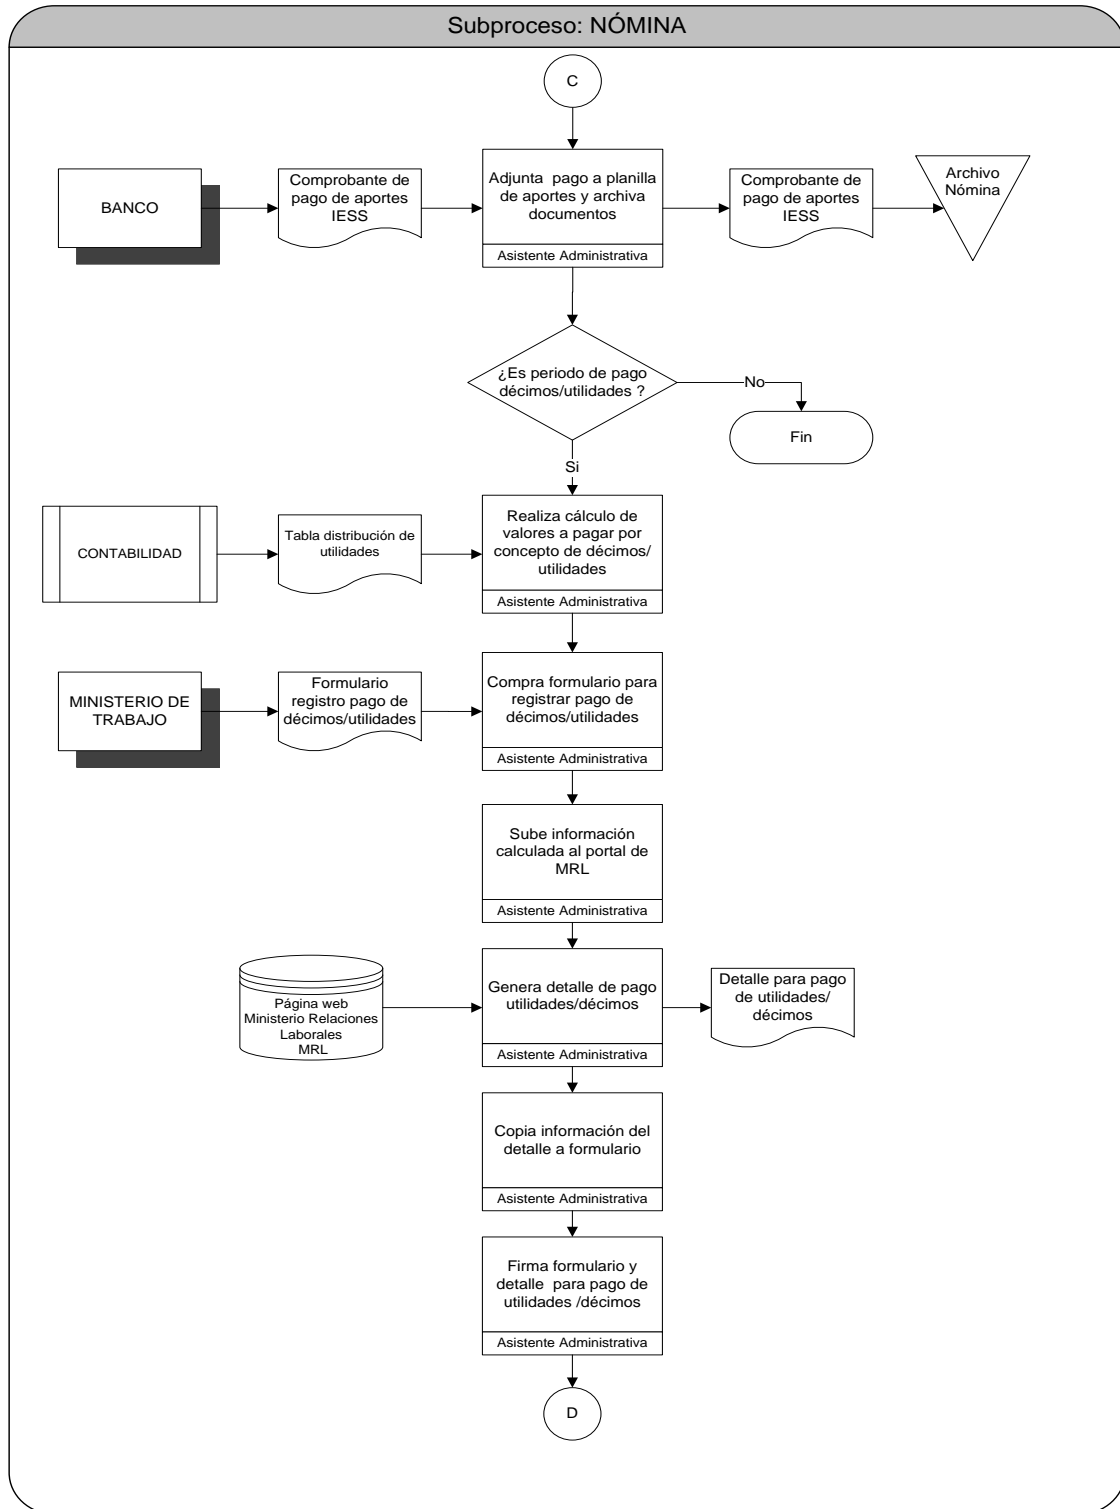 Subproceso: NÓMINA
C
BANCO
Comprobante de
pago de aportes
IESS
Adjunta pago a planilla
de aportes y archiva
documentos
Asistente Administrativa
Comprobante de
pago de aportes
IESS
Archivo
Nómina
¿Es periodo de pago
décimos/utilidades ?
No
Fin
Si
CONTABILIDAD
Tabla distribución de
utilidades
Realiza cálculo de
valores a pagar por
concepto de décimos/
utilidades
Asistente Administrativa
MINISTERIO DE
TRABAJO
Formulario
registro pago de
décimos/utilidades
Compra formulario para
registrar pago de
décimos/utilidades
Asistente Administrativa
Sube información
calculada al portal de
MRL
Asistente Administrativa
Página web
Ministerio Relaciones
Laborales
MRL
Genera detalle de pago
utilidades/décimos
Asistente Administrativa
Detalle para pago
de utilidades/
décimos
Copia información del
detalle a formulario
Asistente Administrativa
Firma formulario y
detalle para pago de
utilidades /décimos
Asistente Administrativa
D